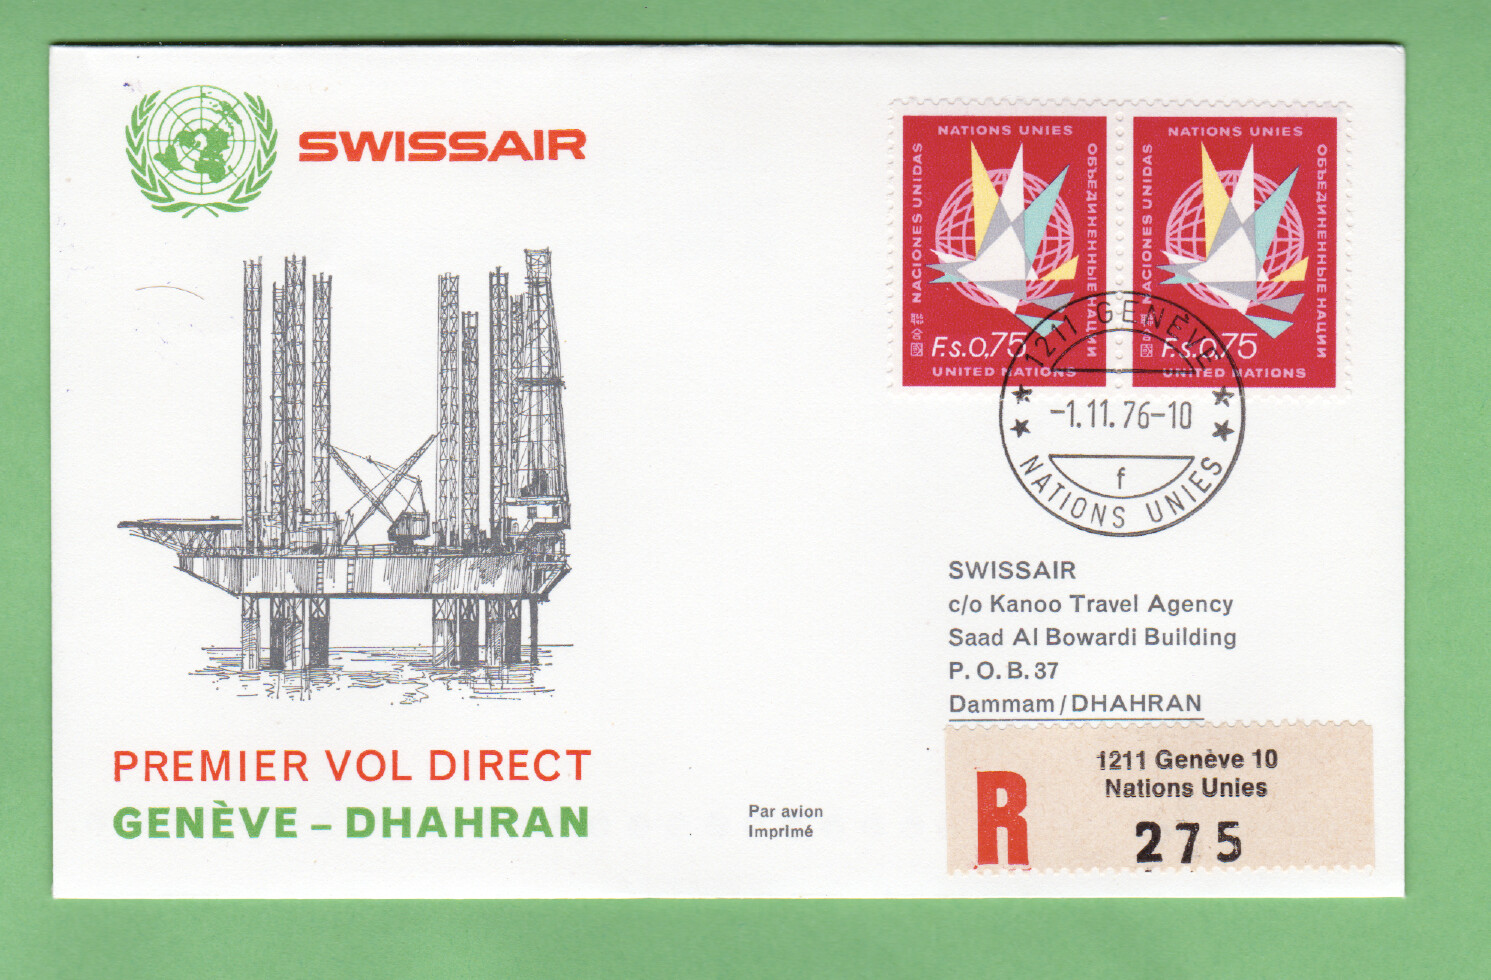 SWISSAIR
NATIONS UNIES
NACIONES UNIDAS
ОБЪЕДИНЕННЫЕ НАЦИИ
F.s.0,75
UNITED NATIONS
NATIONS UNIES
NACIONES UNIDAS
ОБЪЕДИНЕННЫЕ НАЦИИ
F.s.0,75
UNITED NATIONS
1211 GENÈVE
-1.11.76-10
f
NATIONS UNIES
SWISSAIR
c/o Kanoo Travel Agency
Saad Al Bowardi Building
P. O. B. 37
Dammam/DHAHRAN
PREMIER VOL DIRECT
GENÈVE – DHAHRAN
Par avion
Imprimé
R
1211 Genève 10
Nations Unies
275